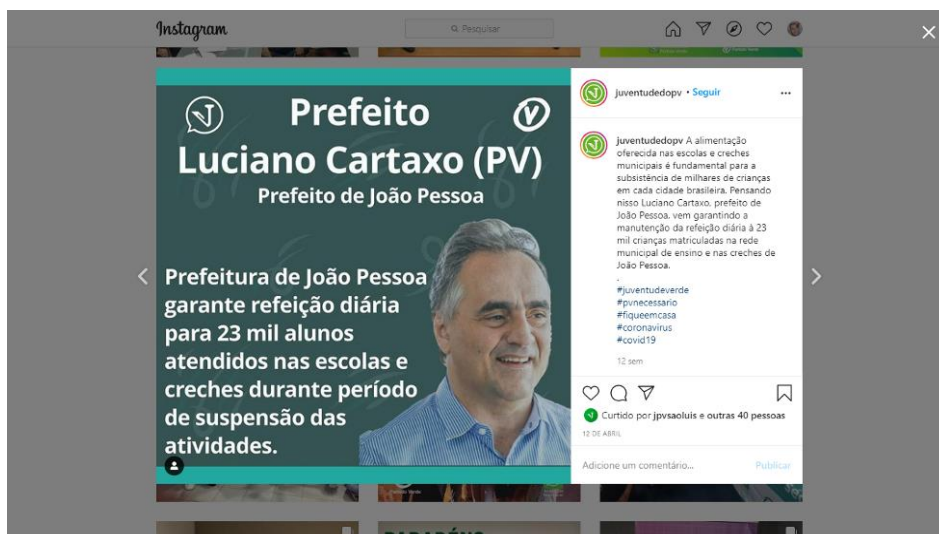 Instagram
Pesquisar
Prefeito
Luciano Cartaxo (PV)
Prefeito de João Pessoa
Prefeitura de João Pessoa
garante refeição diária
para 23 mil alunos
atendidos nas escolas e
creches durante período
de suspensão das
atividades.
juventudedopv • Seguir
juventudedopv A alimentação
oferecida nas escolas e creches
municipais é fundamental para a
subsistência de milhares de crianças
em cada cidade brasileira. Pensando
nisso Luciano Cartaxo, prefeito de
João Pessoa, vem garantindo a
manutenção da refeição diária à 23
mil crianças matriculadas na rede
municipal de ensino e nas creches de
João Pessoa.
.
#juventudeverde
#pvnecessario
#fiqueemcasa
#coronavirus
#covid19
12 sem
Curtido por jpvsaoluis e outras 40 pessoas
12 DE ABRIL
Adicione um comentário...
Publicar